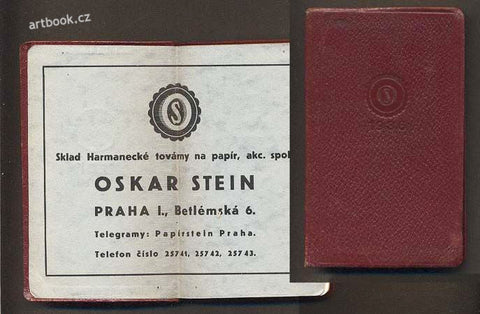 artbook.cz
S
Sklad Harmanecké továrny na papír, akc. spol
OSKAR STEIN
PRAHA I., Betlémská 6.
Telegramy: Papírstein Praha.
Telefon číslo 25741, 25742, 25743.
S